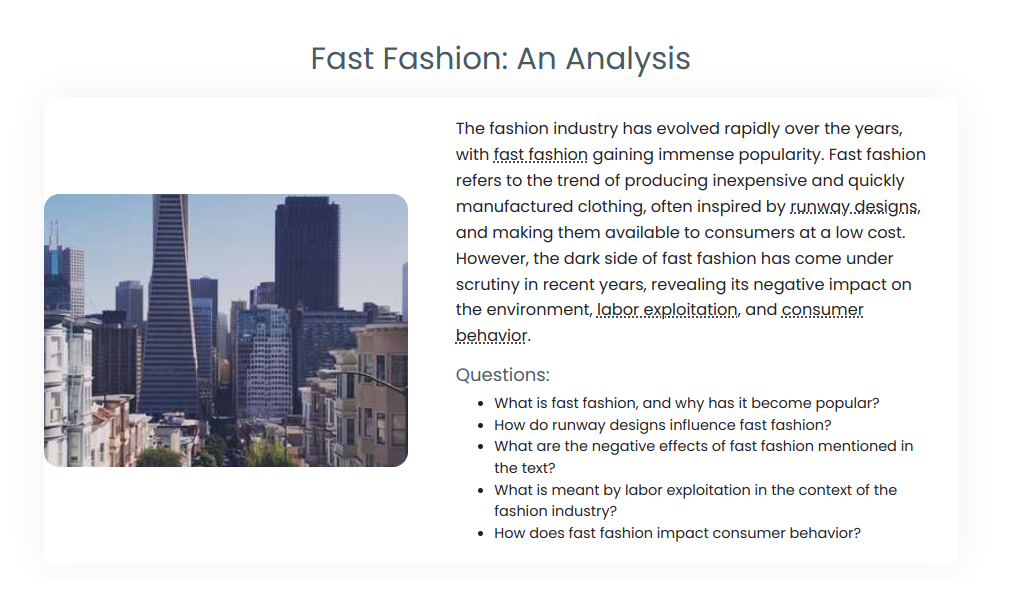 Fast Fashion: An Analysis
The fashion industry has evolved rapidly over the years,
with fast fashion gaining immense popularity. Fast fashion
refers to the trend of producing inexpensive and quickly
manufactured clothing, often inspired by runway designs,
and making them available to consumers at a low cost.
However, the dark side of fast fashion has come under
scrutiny in recent years, revealing its negative impact on
the environment, labor exploitation, and consumer
behavior.
Questions:
• What is fast fashion, and why has it become popular?
• How do runway designs influence fast fashion?
• What are the negative effects of fast fashion mentioned in
the text?
• What is meant by labor exploitation in the context of the
fashion industry?
• How does fast fashion impact consumer behavior?